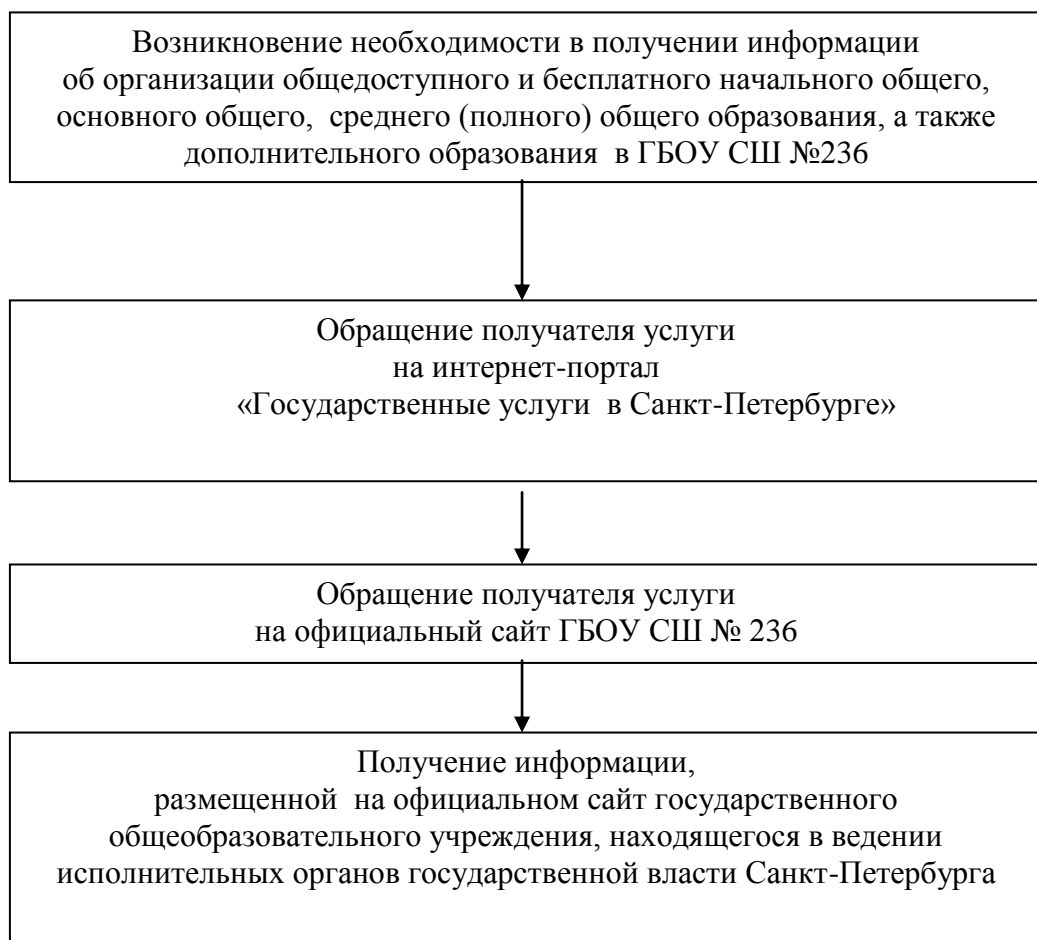 Возникновение необходимости в получении информации
об организации общедоступного и бесплатного начального общего,
основного общего, среднего (полного) общего образования, а также
дополнительного образования в ГБОУ СШ №236
Обращение получателя услуги
на интернет-портал
«Государственные услуги в Санкт-Петербурге»
Обращение получателя услуги
на официальный сайт ГБОУ СШ № 236
Получение информации,
размещенной на официальном сайт государственного
общеобразовательного учреждения, находящегося в ведении
исполнительных органов государственной власти Санкт-Петербурга